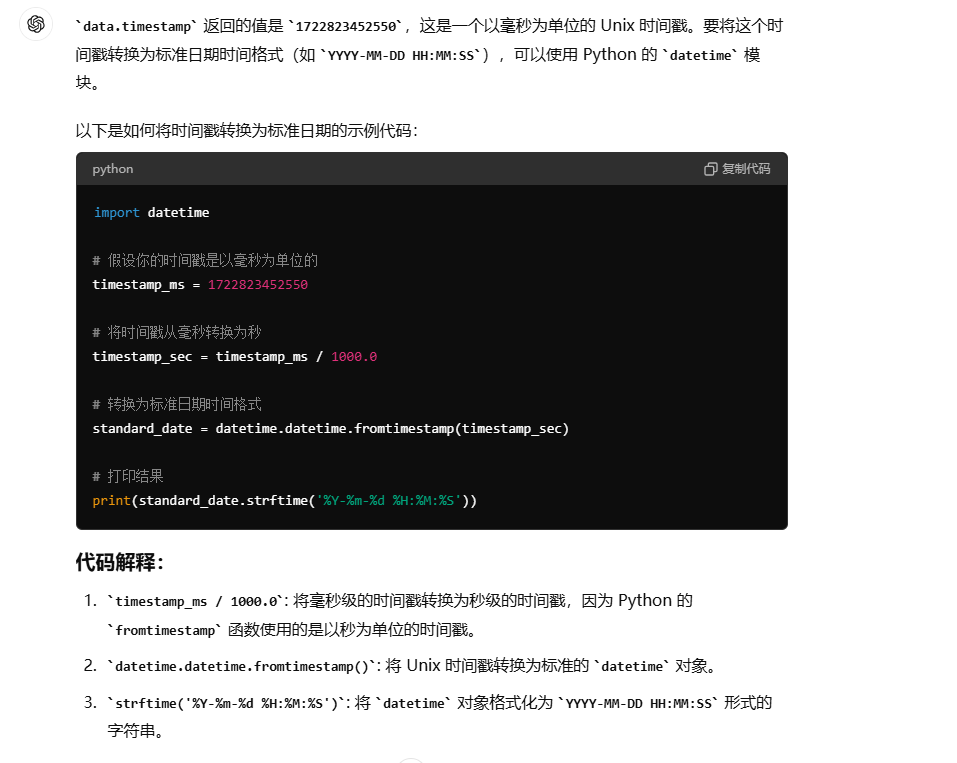 `data.timestamp` 返回的值是 `1722823452550`，这是一个以毫秒为单位的 Unix 时间戳。要将这个时
间戳转换为标准日期时间格式（如 `YYYY-MM-DD HH:MM:SS`），可以使用 Python 的 `datetime` 模
块。
以下是如何将时间戳转换为标准日期的示例代码：
python 复制代码
import datetime
# 假设你的时间戳是以毫秒为单位的
timestamp_ms = 1722823452550
# 将时间戳从毫秒转换为秒
timestamp_sec = timestamp_ms / 1000.0
# 转换为标准日期时间格式
standard_date = datetime.datetime.fromtimestamp(timestamp_sec)
# 打印结果
print(standard_date.strftime('%Y-%m-%d %H:%M:%S'))
代码解释：
1. `timestamp_ms / 1000.0`: 将毫秒级的时间戳转换为秒级的时间戳，因为 Python 的
`fromtimestamp` 函数使用的是以秒为单位的时间戳。
2. `datetime.datetime.fromtimestamp()`: 将 Unix 时间戳转换为标准的 `datetime` 对象。
3. `strftime('%Y-%m-%d %H:%M:%S')`: 将 `datetime` 对象格式化为 `YYYY-MM-DD HH:MM:SS` 形式的
字符串。